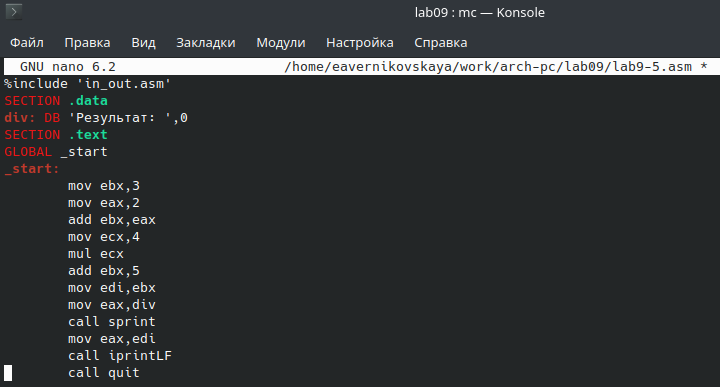 lab09 : mc — Konsole
Файл Правка Вид Закладки Модули Настройка Справка
GNU nano 6.2 /home/eavernikovskaya/work/arch-pc/lab09/lab9-5.asm *
%include 'in_out.asm'
SECTION .data
div: DB 'Результат: ',0
SECTION .text
GLOBAL _start
_start:
mov ebx,3
mov eax,2
add ebx,eax
mov ecx,4
mul ecx
add ebx,5
mov edi,ebx
mov eax,div
call sprint
mov eax,edi
call iprintLF
call quit